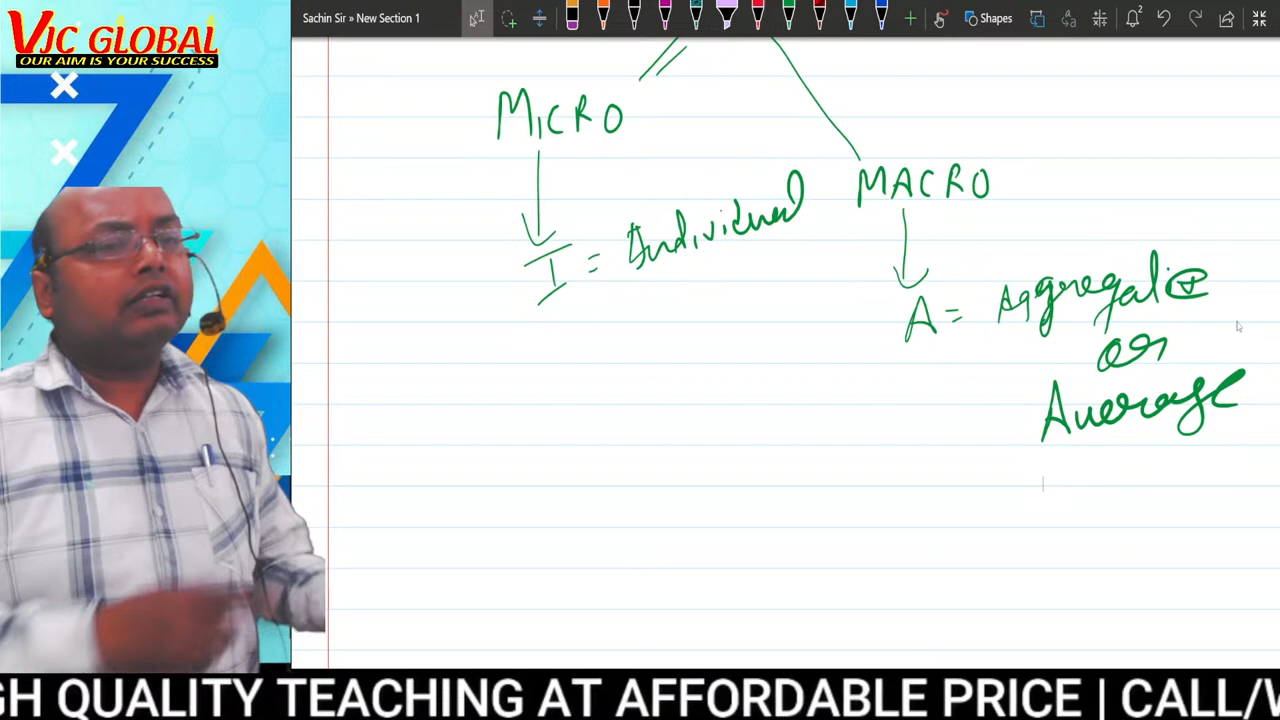 VJC GLOBAL
OUR AIM IS YOUR SUCCESS
Sachin Sir » New Section 1
Shapes
2
MICRO
MACRO
I = Individual
A = Aggregate
or
Average
GH QUALITY TEACHING AT AFFORDABLE PRICE | CALL/W